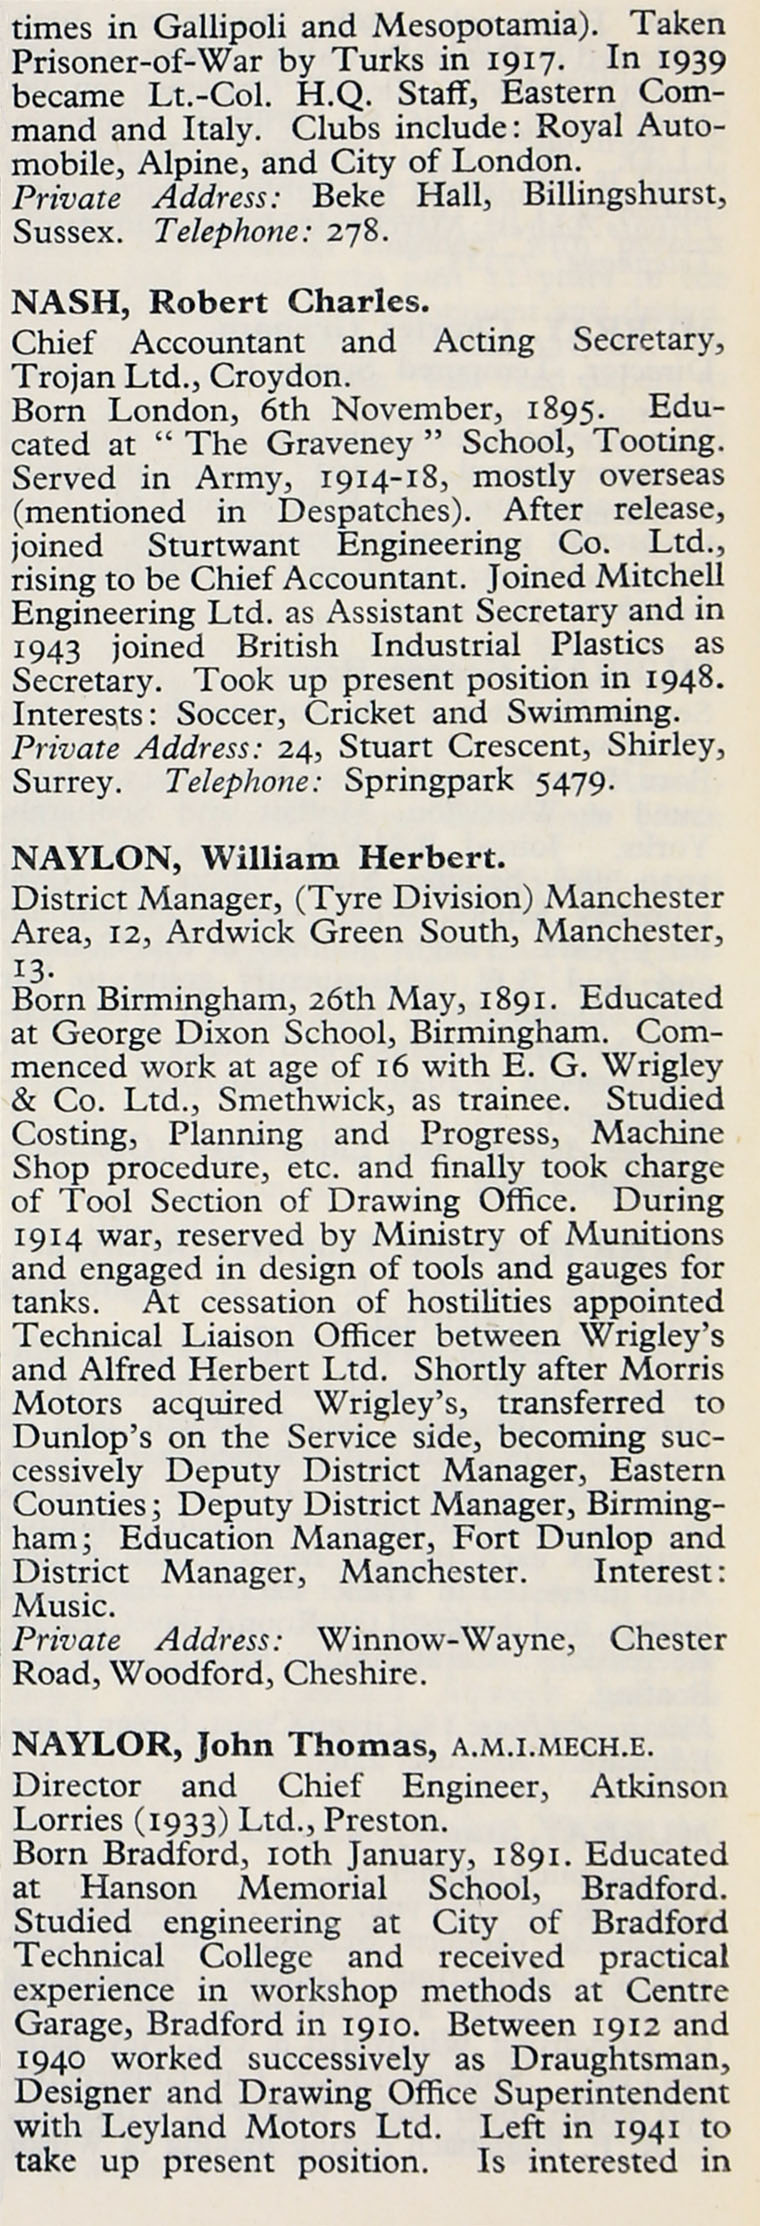 times in Gallipoli and Mesopotamia). Taken
Prisoner-of-War by Turks in 1917. In 1939
became Lt.-Col. H.Q. Staff, Eastern Com-
mand and Italy. Clubs include: Royal Auto-
mobile, Alpine, and City of London.
Private Address: Beke Hall, Billingshurst,
Sussex. Telephone: 278.
NASH, Robert Charles.
Chief Accountant and Acting Secretary,
Trojan Ltd., Croydon.
Born London, 6th November, 1895. Edu-
cated at “ The Graveney ” School, Tooting.
Served in Army, 1914-18, mostly overseas
(mentioned in Despatches). After release,
joined Sturtwant Engineering Co. Ltd.,
rising to be Chief Accountant. Joined Mitchell
Engineering Ltd. as Assistant Secretary and in
1943 joined British Industrial Plastics as
Secretary. Took up present position in 1948.
Interests: Soccer, Cricket and Swimming.
Private Address: 24, Stuart Crescent, Shirley,
Surrey. Telephone: Springpark 5479.
NAYLON, William Herbert.
District Manager, (Tyre Division) Manchester
Area, 12, Ardwick Green South, Manchester,
13.
Born Birmingham, 26th May, 1891. Educated
at George Dixon School, Birmingham. Com-
menced work at age of 16 with E. G. Wrigley
& Co. Ltd., Smethwick, as trainee. Studied
Costing, Planning and Progress, Machine
Shop procedure, etc. and finally took charge
of Tool Section of Drawing Office. During
1914 war, reserved by Ministry of Munitions
and engaged in design of tools and gauges for
tanks. At cessation of hostilities appointed
Technical Liaison Officer between Wrigley's
and Alfred Herbert Ltd. Shortly after Morris
Motors acquired Wrigley's, transferred to
Dunlop's on the Service side, becoming suc-
cessively Deputy District Manager, Eastern
Counties; Deputy District Manager, Birming-
ham; Education Manager, Fort Dunlop and
District Manager, Manchester. Interest:
Music.
Private Address: Winnow-Wayne, Chester
Road, Woodford, Cheshire.
NAYLOR, John Thomas, A.M.I.MECH.E.
Director and Chief Engineer, Atkinson
Lorries (1933) Ltd., Preston.
Born Bradford, 10th January, 1891. Educated
at Hanson Memorial School, Bradford.
Studied engineering at City of Bradford
Technical College and received practical
experience in workshop methods at Centre
Garage, Bradford in 1910. Between 1912 and
1940 worked successively as Draughtsman,
Designer and Drawing Office Superintendent
with Leyland Motors Ltd. Left in 1941 to
take up present position. Is interested in